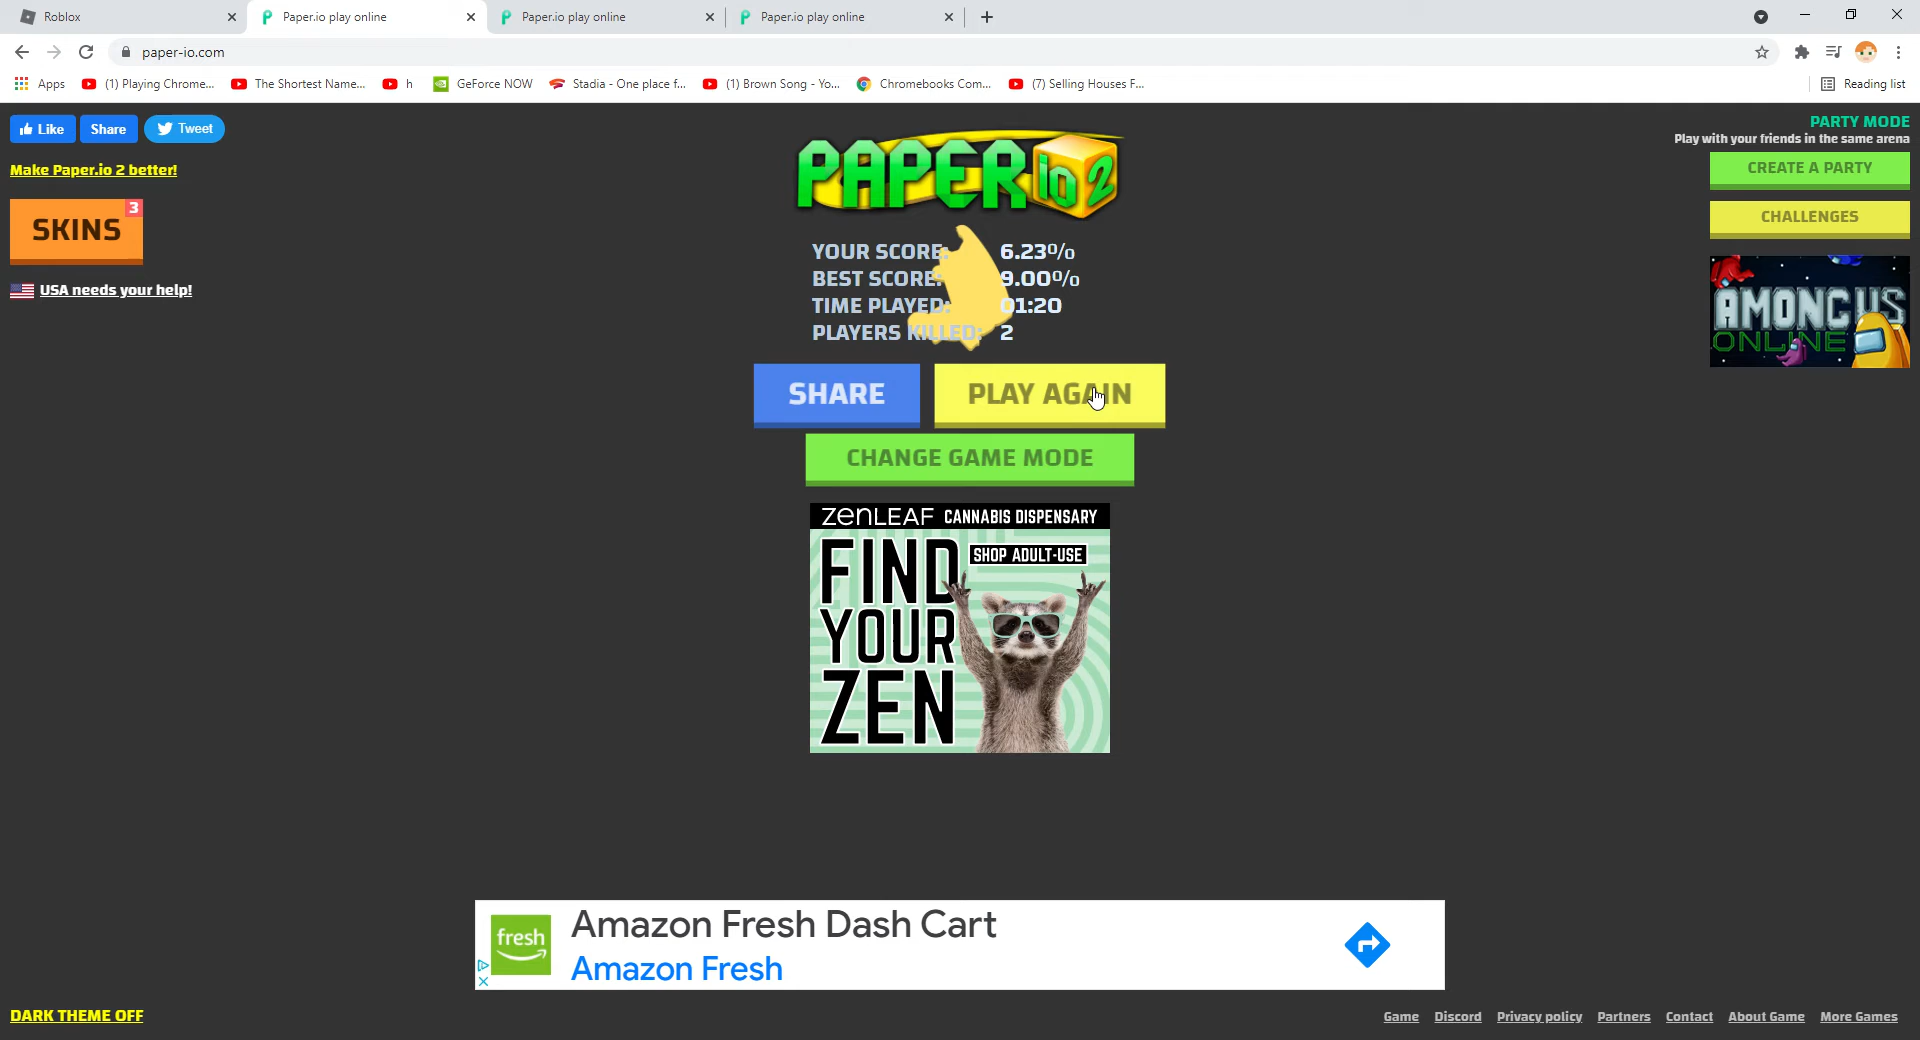 Roblox
Paper.io play online
Paper.io play online
Paper.io play online
paper-io.com
Apps
(1) Playing Chrome...
The Shortest Name...
h
GeForce NOW
Stadia - One place f...
(1) Brown Song - Yo...
Chromebooks Com...
(7) Selling Houses F...
Reading list
Like
Share
Tweet
Make Paper.io 2 better!
SKINS
3
USA needs your help!
PAPER io 2
YOUR SCORE: 6.23%
BEST SCORE: 9.00%
TIME PLAYED: 01:20
PLAYERS KILLED: 2
SHARE
PLAY AGAIN
CHANGE GAME MODE
PARTY MODE
Play with your friends in the same arena
CREATE A PARTY
CHALLENGES
AMONG US
ONLINE
zenLEAF CANNABIS DISPENSARY
SHOP ADULT-USE
FIND
YOUR
ZEN
fresh
Amazon Fresh Dash Cart
Amazon Fresh
DARK THEME OFF
Game
Discord
Privacy policy
Partners
Contact
About Game
More Games